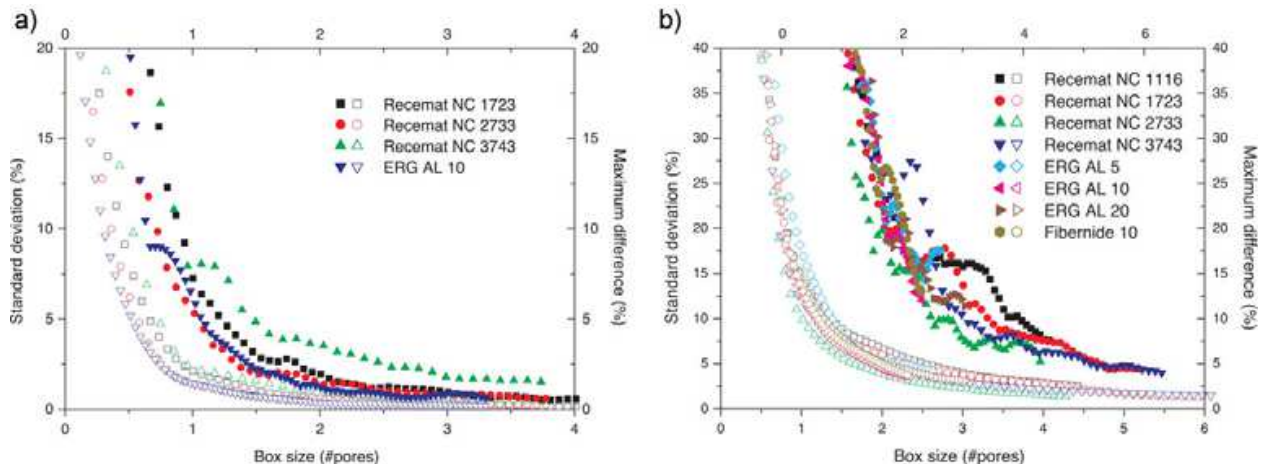 a)
0 1 2 3 4
20
15
10
5
0
Standard deviation (%)
Recemat NC 1723
Recemat NC 2733
Recemat NC 3743
ERG AL 10
20
15
10
5
0
Maximum difference (%)
0 1 2 3 4
Box size (#pores)
b)
0 2 4 6
40
35
30
25
20
15
10
5
0
Standard deviation (%)
Recemat NC 1116
Recemat NC 1723
Recemat NC 2733
Recemat NC 3743
ERG AL 5
ERG AL 10
ERG AL 20
Fibernide 10
40
35
30
25
20
15
10
5
0
Maximum difference (%)
0 1 2 3 4 5 6
Box size (#pores)